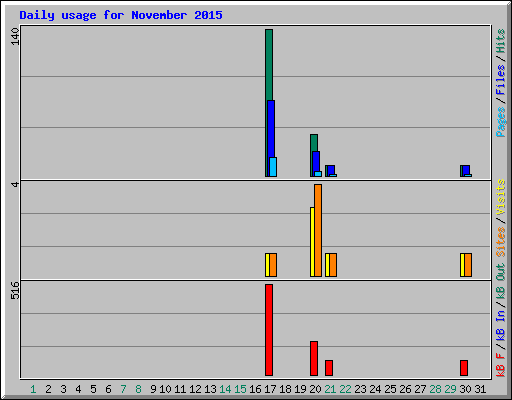 Daily usage for November 2015
140
Pages / Files / Hits
4
Sites / Visits
516
kB F / kB In / kB Out
1 2 3 4 5 6 7 8 9 10 11 12 13 14 15 16 17 18 19 20 21 22 23 24 25 26 27 28 29 30 31